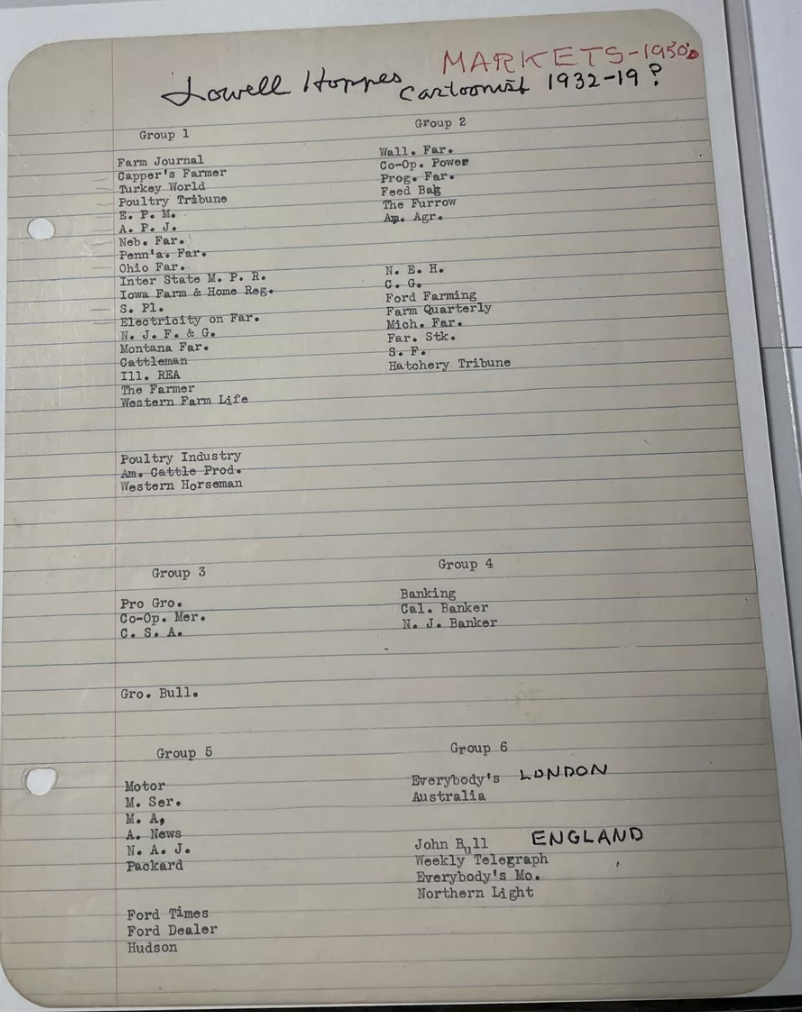 MARKETS-1950's
Lowell Hoppes Cartoonist 1932-19?
Group 1
Farm Journal
Capper's Farmer
Turkey World
Poultry Tribune
E. P. M.
A. P. J.
Neb. Far.
Penn'a. Far.
Ohio Far.
Inter State M. P. R.
Iowa Farm & Home Reg.
S. Pl.
Electricity on Far.
N. J. F. & G.
Montana Far.
Cattleman
Ill. REA
The Farmer
Western Farm Life
Poultry Industry
Am. Cattle Prod.
Western Horseman
Group 2
Wall. Far.
Co-Op. Power
Prog. Far.
Feed Bag
The Furrow
Am. Agr.
N. E. H.
C. G.
Ford Farming
Farm Quarterly
Mich. Far.
Far. Stk.
S. F.
Hatchery Tribune
Group 3
Pro Gro.
Co-Op. Mer.
C. S. A.
Gro. Bull.
Group 4
Banking
Cal. Banker
N. J. Banker
Group 5
Motor
M. Ser.
M. A,
A. News
N. A. J.
Packard
Ford Times
Ford Dealer
Hudson
Group 6
Everybody's LONDON
Australia
John Bull ENGLAND
Weekly Telegraph
Everybody's Mo.
Northern Light